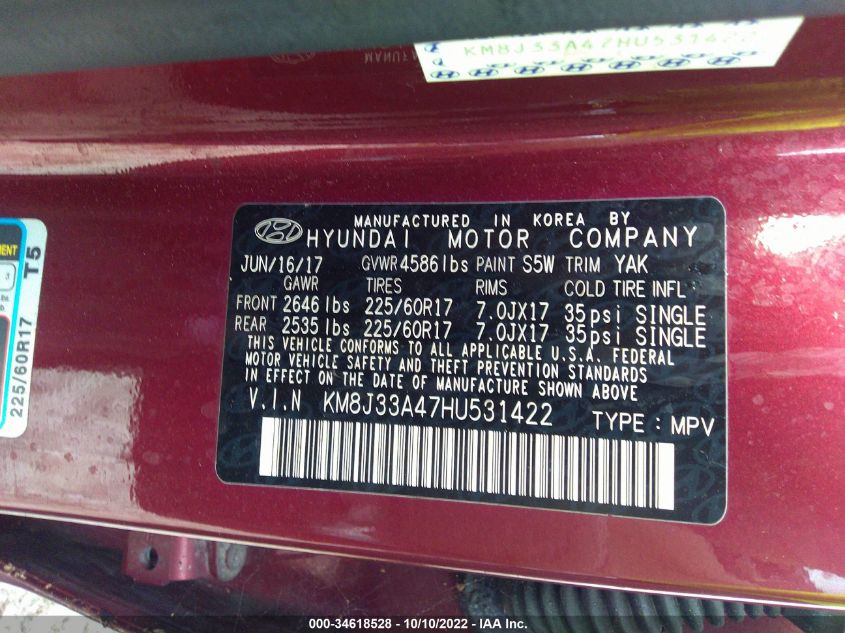 KM8J33A47HU531422
MANUFACTURED IN KOREA BY
HYUNDAI MOTOR COMPANY
JUN/16/17 GVWR 4586 lbs PAINT S5W TRIM YAK
GAWR TIRES RIMS COLD TIRE INFL
FRONT 2646 lbs 225/60R17 7.0JX17 35psi SINGLE
REAR 2535 lbs 225/60R17 7.0JX17 35psi SINGLE
THIS VEHICLE CONFORMS TO ALL APPLICABLE U.S.A. FEDERAL
MOTOR VEHICLE SAFETY AND THEFT PREVENTION STANDARDS
IN EFFECT ON THE DATE OF MANUFACTURE SHOWN ABOVE
V.I.N KM8J33A47HU531422 TYPE : MPV
T5
225/60R17
000-34618528 - 10/10/2022 - IAA Inc.